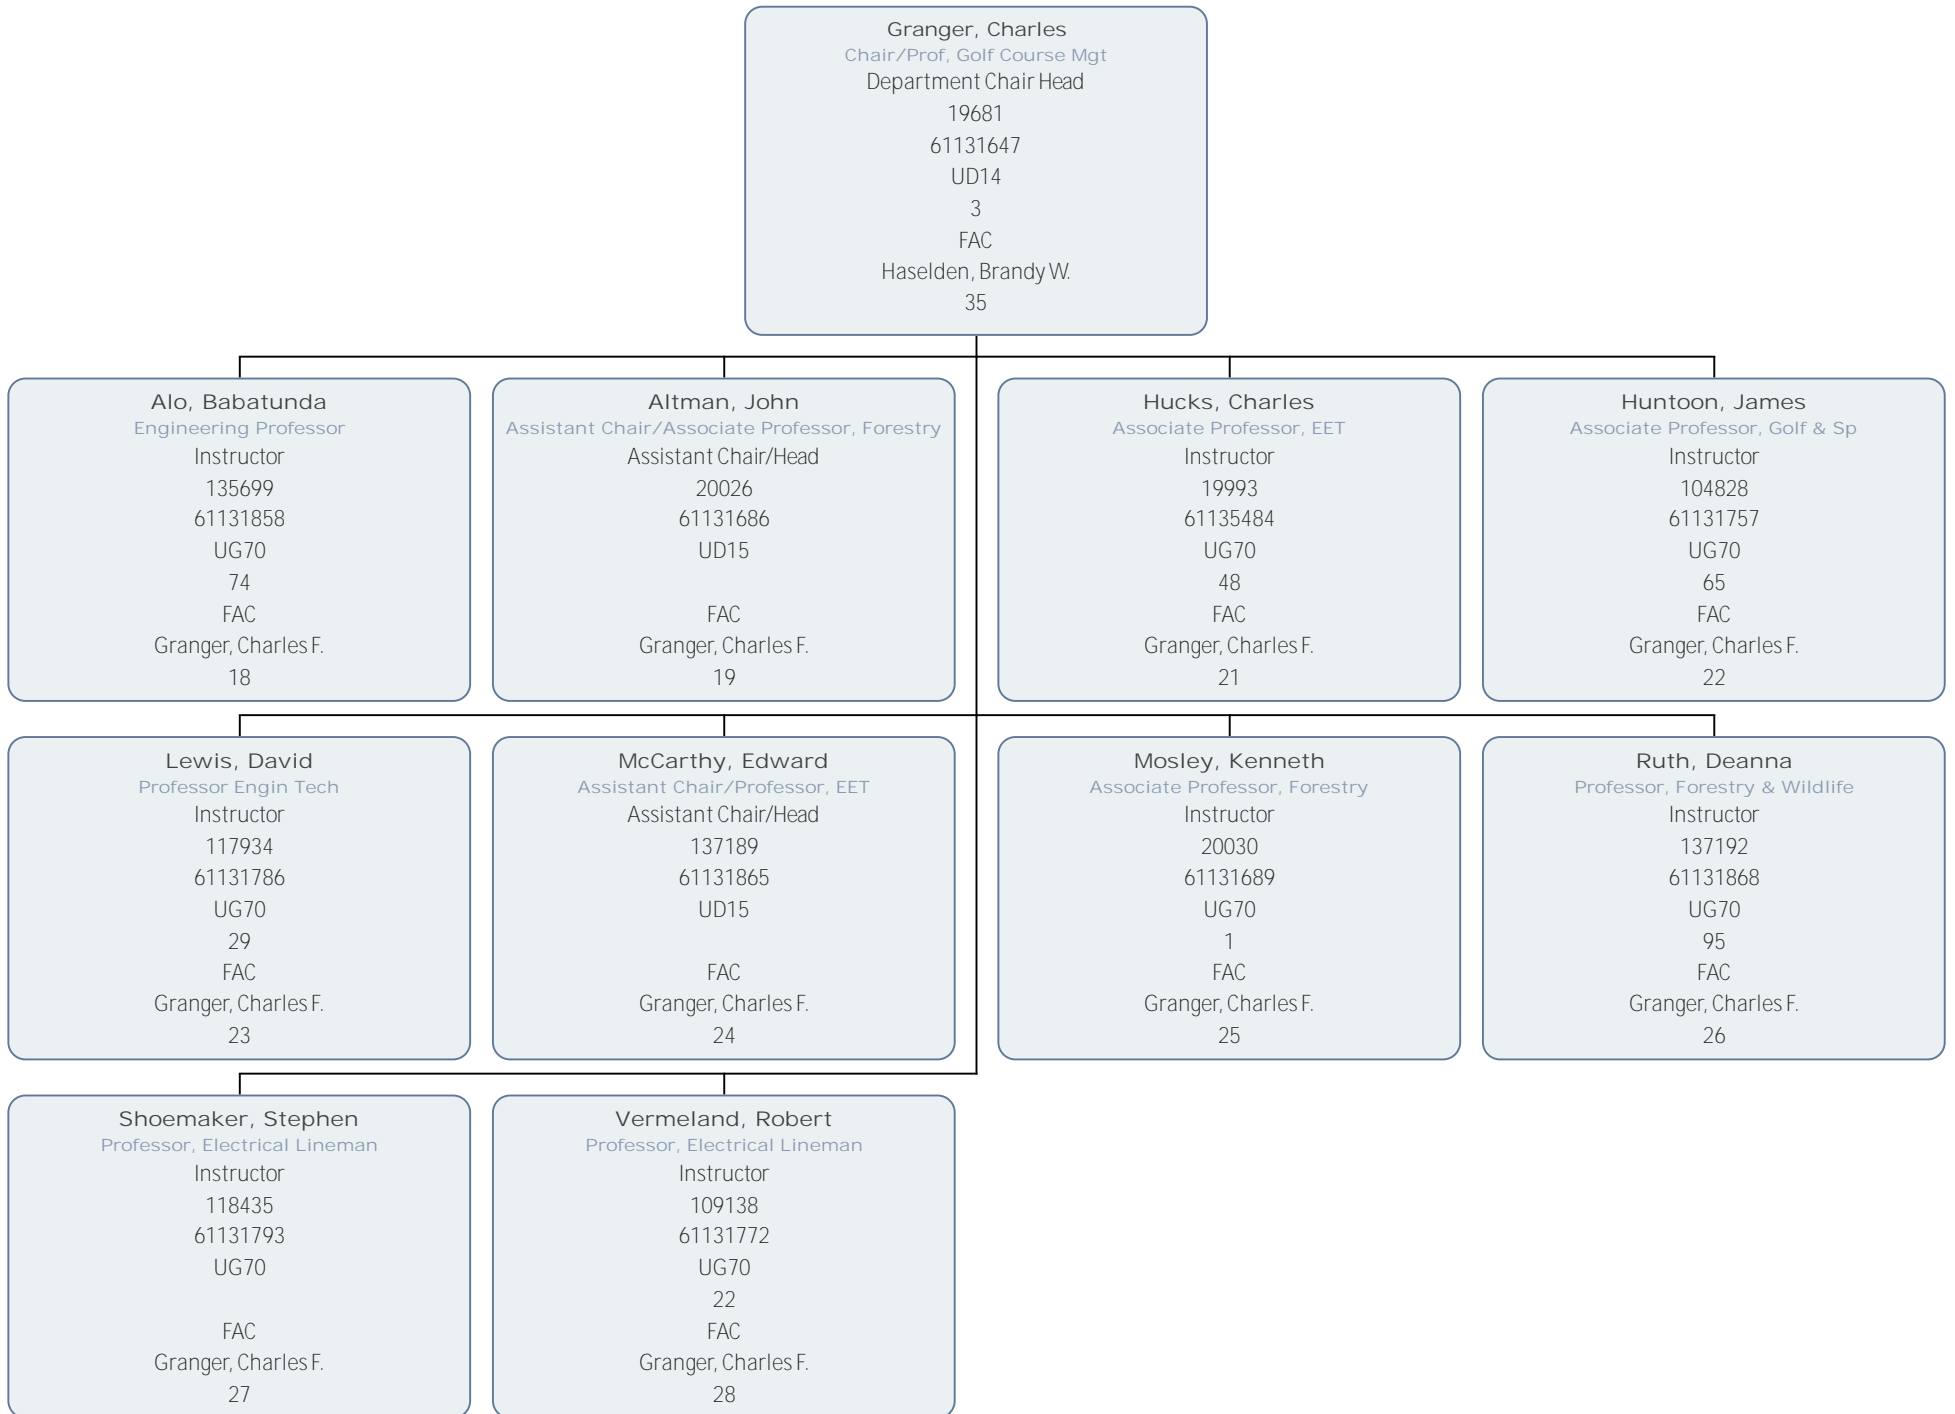 Granger, Charles
Chair/Prof, Golf Course Mgt
Department Chair Head
19681
61131647
UD14
3
FAC
Haselden, Brandy W.
35
Alo, Babatunda
Engineering Professor
Instructor
135699
61131858
UG70
74
FAC
Granger, Charles F.
18
Altman, John
Assistant Chair/Associate Professor, Forestry
Assistant Chair/Head
20026
61131686
UD15
FAC
Granger, Charles F.
19
Hucks, Charles
Associate Professor, EET
Instructor
19993
61135484
UG70
48
FAC
Granger, Charles F.
21
Huntoon, James
Associate Professor, Golf & Sp
Instructor
104828
61131757
UG70
65
FAC
Granger, Charles F.
22
Lewis, David
Professor Engin Tech
Instructor
117934
61131786
UG70
29
FAC
Granger, Charles F.
23
McCarthy, Edward
Assistant Chair/Professor, EET
Assistant Chair/Head
137189
61131865
UD15
FAC
Granger, Charles F.
24
Mosley, Kenneth
Associate Professor, Forestry
Instructor
20030
61131689
UG70
1
FAC
Granger, Charles F.
25
Ruth, Deanna
Professor, Forestry & Wildlife
Instructor
137192
61131868
UG70
95
FAC
Granger, Charles F.
26
Shoemaker, Stephen
Professor, Electrical Lineman
Instructor
118435
61131793
UG70
FAC
Granger, Charles F.
27
Vermeland, Robert
Professor, Electrical Lineman
Instructor
109138
61131772
UG70
22
FAC
Granger, Charles F.
28